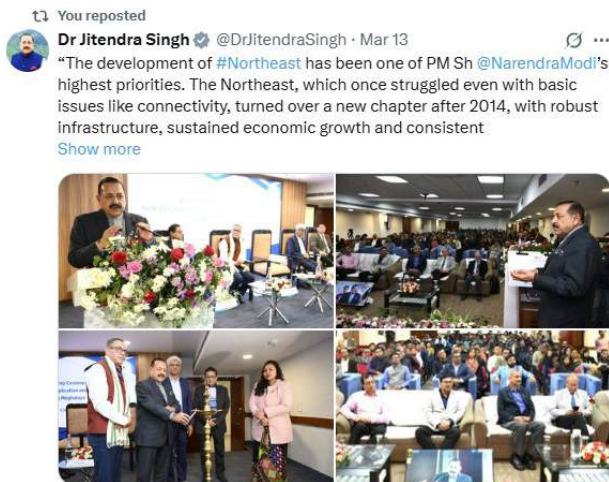 You reposted
Dr Jitendra Singh @DrJitendraSingh · Mar 13
“The development of #Northeast has been one of PM Sh @NarendraModi’s
highest priorities. The Northeast, which once struggled even with basic
issues like connectivity, turned over a new chapter after 2014, with robust
infrastructure, sustained economic growth and consistent
Show more